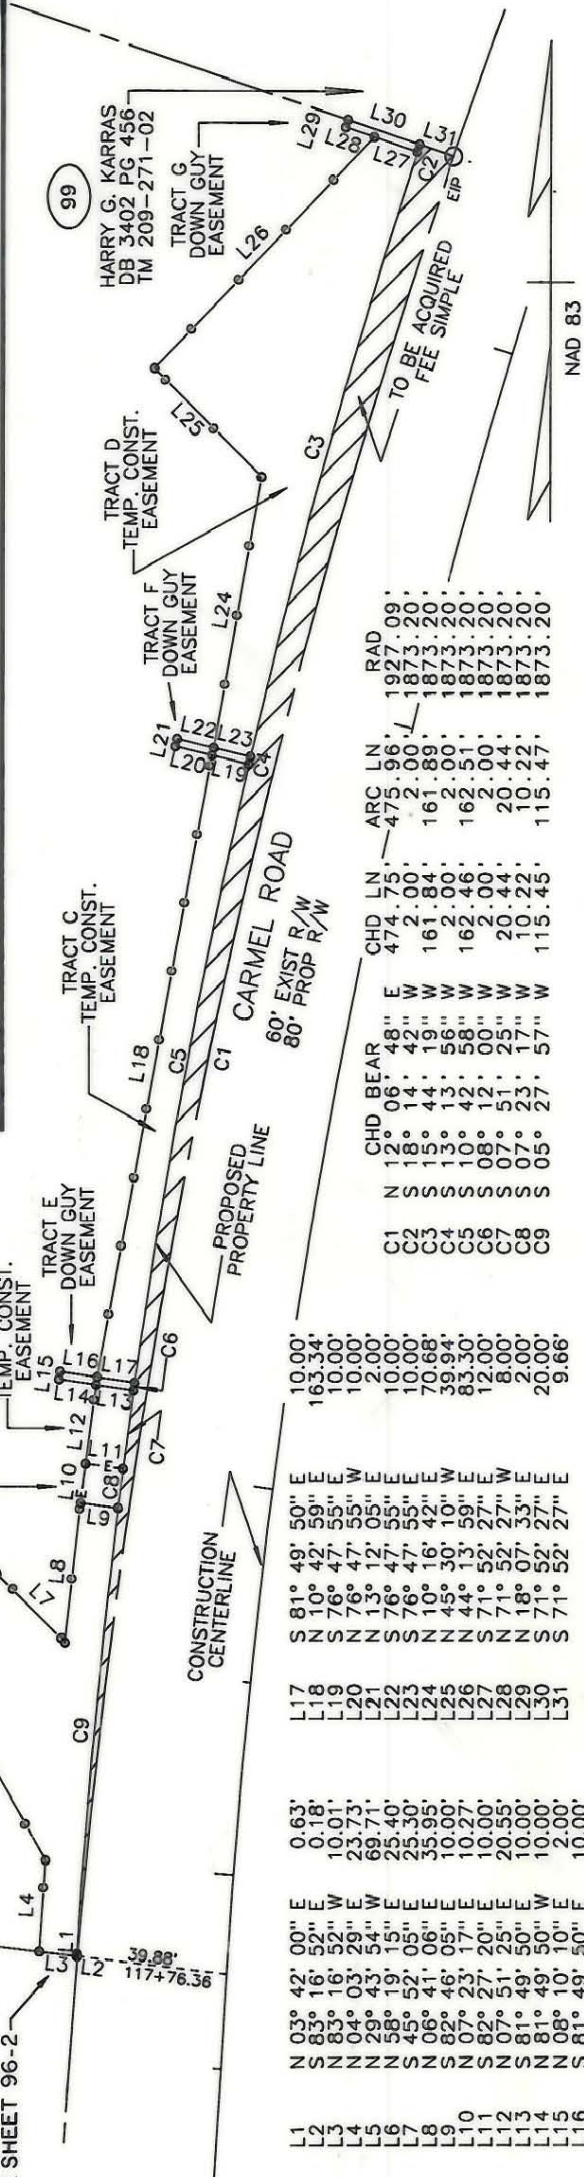 SHEET 96-2
TEMP. CONST.
EASEMENT
TRACT E
DOWN GUY
EASEMENT
TRACT C
TEMP. CONST.
EASEMENT
TRACT F
DOWN GUY
EASEMENT
TRACT D
TEMP. CONST.
EASEMENT
99
HARRY G. KARRAS
DB 3402 PG 456
TM 209-271-02
TRACT G
DOWN GUY
EASEMENT
L3
L1
L2
L4
L7
L8
L9
L10
L11
L12
L13
L14
L15
L16
L17
L18
L19
L20
L21
L22
L23
L24
L25
L26
L27
L28
L29
L30
L31
C9
E
C8
E
C7
C6
C5
C1
C4
C3
C2
EIP
39.88'
117+76.36
CONSTRUCTION
CENTERLINE
PROPOSED
PROPERTY LINE
CARMEL ROAD
60' EXIST R/W
80' PROP R/W
TO BE ACQUIRED
FEE SIMPLE
NAD 83
L1 N 03° 42' 00" E 0.63'
L2 S 83° 16' 52" E 0.18'
L3 N 83° 16' 52" W 10.01'
L4 N 04° 03' 29" E 23.73'
L5 N 29° 43' 54" W 69.71'
L6 N 58° 19' 15" E 25.40'
L7 S 45° 52' 05" E 25.30'
L8 N 06° 41' 06" E 35.95'
L9 S 82° 46' 05" E 10.00'
L10 N 07° 23' 17" E 10.27'
L11 S 82° 27' 20" E 10.00'
L12 N 07° 51' 25" E 20.55'
L13 S 81° 49' 50" E 10.00'
L14 N 81° 49' 50" W 10.00'
L15 N 08° 10' 10" E 2.00'
L16 S 81° 49' 50" E 10.00'
L17 S 81° 49' 50" E 10.00'
L18 N 10° 42' 59" E 163.34'
L19 S 76° 47' 55" E 10.00'
L20 N 76° 47' 55" W 10.00'
L21 N 13° 12' 05" E 2.00'
L22 S 76° 47' 55" E 10.00'
L23 S 76° 47' 55" E 10.00'
L24 N 10° 16' 42" E 70.68'
L25 N 45° 30' 10" W 39.94'
L26 N 44° 13' 59" E 83.30'
L27 S 71° 52' 27" E 12.00'
L28 N 71° 52' 27" W 8.00'
L29 N 18° 07' 33" E 2.00'
L30 S 71° 52' 27" E 20.00'
L31 S 71° 52' 27" E 9.66'
CHD BEAR CHD LN ARC LN RAD
C1 N 12° 06' 48" E 474.75' 475.96' 1927.09'
C2 S 18° 14' 42" W 2.00' 2.00' 1873.20'
C3 S 15° 44' 19" W 161.84' 161.89' 1873.20'
C4 S 13° 13' 56" W 2.00' 2.00' 1873.20'
C5 S 10° 42' 58" W 162.46' 162.51' 1873.20'
C6 S 08° 12' 00" W 2.00' 2.00' 1873.20'
C7 S 07° 51' 25" W 20.44' 20.44' 1873.20'
C8 S 07° 23' 17" W 10.22' 10.22' 1873.20'
C9 S 05° 27' 57" W 115.45' 115.47' 1873.20'